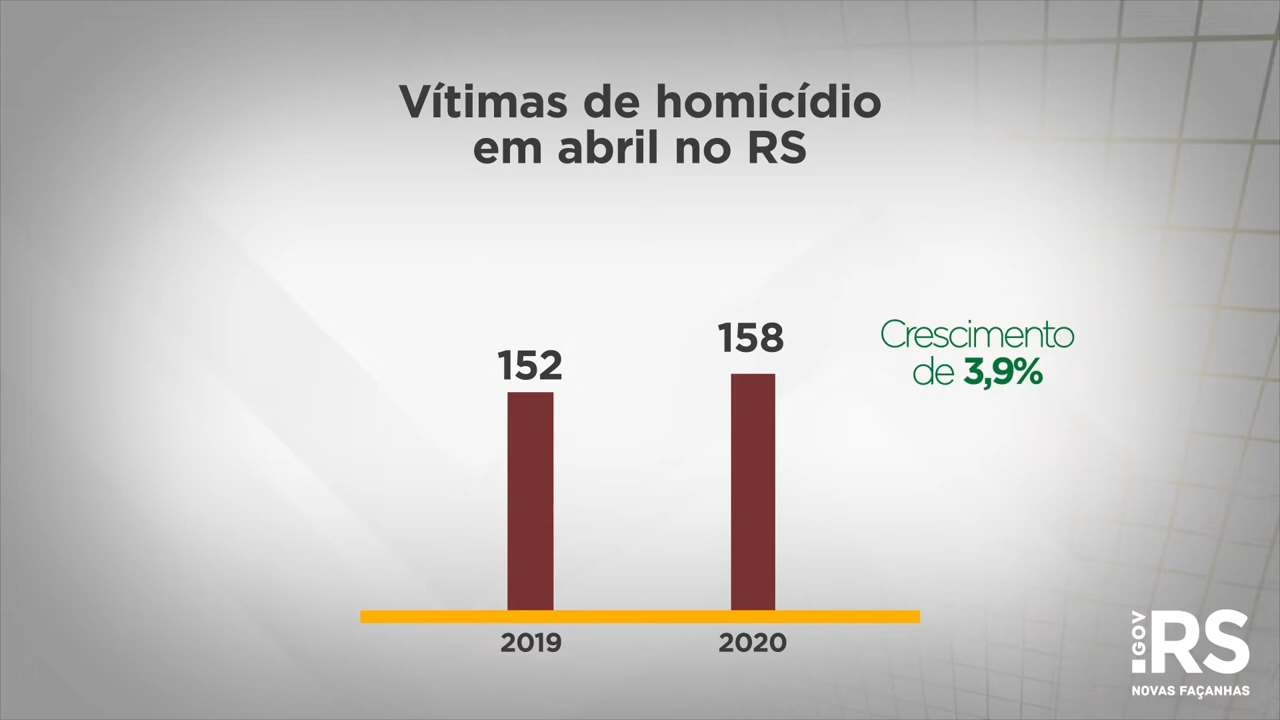 Vítimas de homicídio
em abril no RS
152
158
Crescimento
de 3,9%
2019
2020
.GOV
RS
NOVAS FAÇANHAS